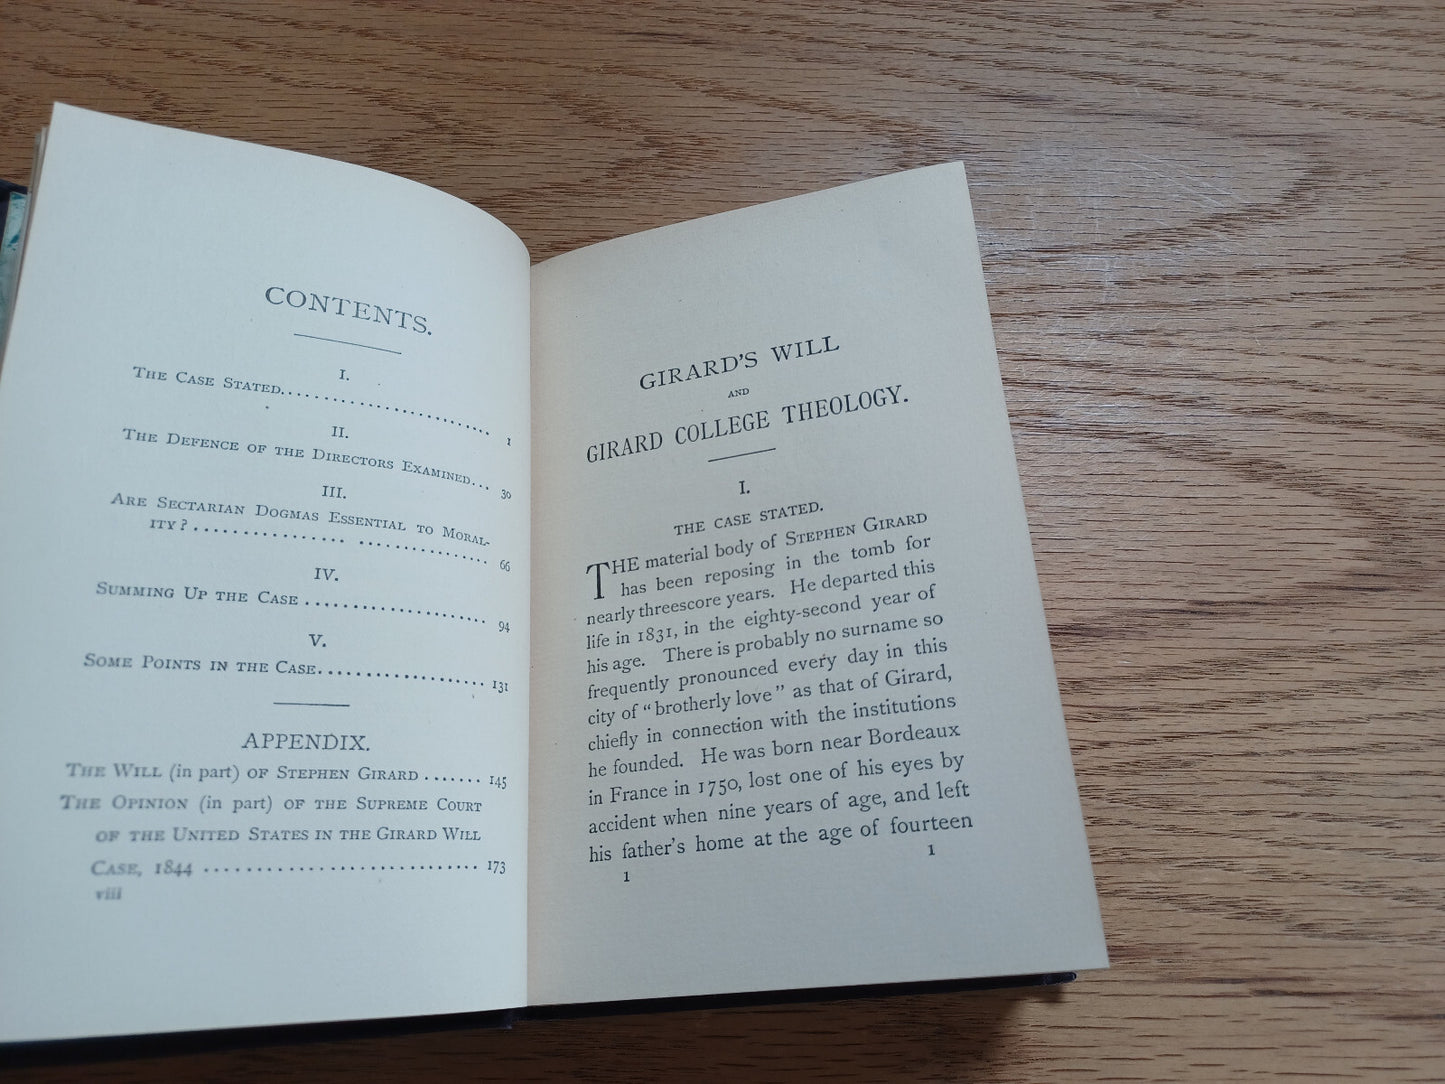 CONTENTS.
I.
THE CASE STATED.......................... 1
II.
THE DEFENCE OF THE DIRECTORS EXAMINED... 30
III.
ARE SECTARIAN DOGMAS ESSENTIAL TO MORAL-
ITY? ............................. 66
IV.
SUMMING UP THE CASE ................... 94
V.
SOME POINTS IN THE CASE.................. 131
APPENDIX.
THE WILL (in part) OF STEPHEN GIRARD ....... 145
THE OPINION (in part) OF THE SUPREME COURT
OF THE UNITED STATES IN THE GIRARD WILL
CASE, 1844 ............................ 173
viii
GIRARD'S WILL
AND
GIRARD COLLEGE THEOLOGY.
I.
THE CASE STATED.
THE material body of STEPHEN GIRARD
has been reposing in the tomb for
nearly threescore years. He departed this
life in 1831, in the eighty-second year of
his age. There is probably no surname so
frequently pronounced every day in this
city of "brotherly love" as that of Girard,
chiefly in connection with the institutions
he founded. He was born near Bordeaux
in France in 1750, lost one of his eyes by
accident when nine years of age, and left
his father's home at the age of fourteen
1 1